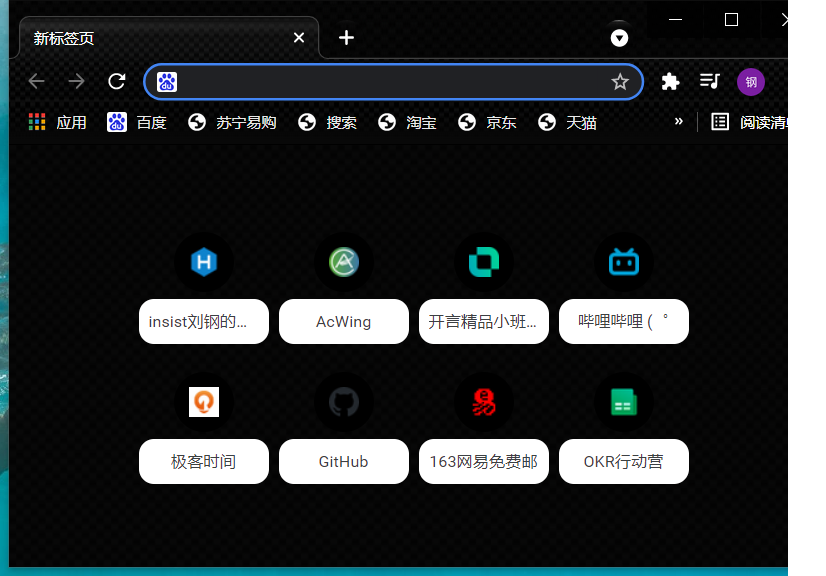 新标签页
钢
应用
百度
苏宁易购
搜索
淘宝
京东
天猫
»
阅读清
insist刘钢的...
AcWing
开言精品小班...
哔哩哔哩 ( ゜
极客时间
GitHub
163网易免费邮
OKR行动营